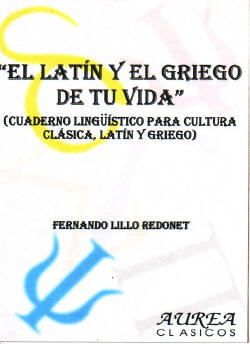 “EL LATÍN Y EL GRIEGO
DE TU VIDA”
(CUADERNO LINGÜÍSTICO PARA CULTURA
CLÁSICA, LATÍN Y GRIEGO)
FERNANDO LILLO REDONET
AUREA
CLASICOS